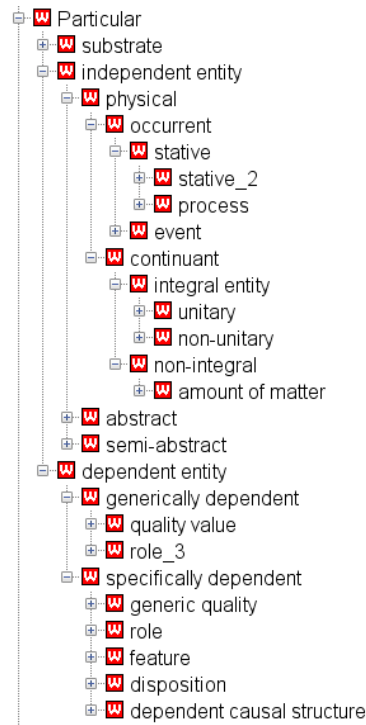 Particular
substrate
independent entity
physical
occurrent
stative
stative_2
process
event
continuant
integral entity
unitary
non-unitary
non-integral
amount of matter
abstract
semi-abstract
dependent entity
generically dependent
quality value
role_3
specifically dependent
generic quality
role
feature
disposition
dependent causal structure